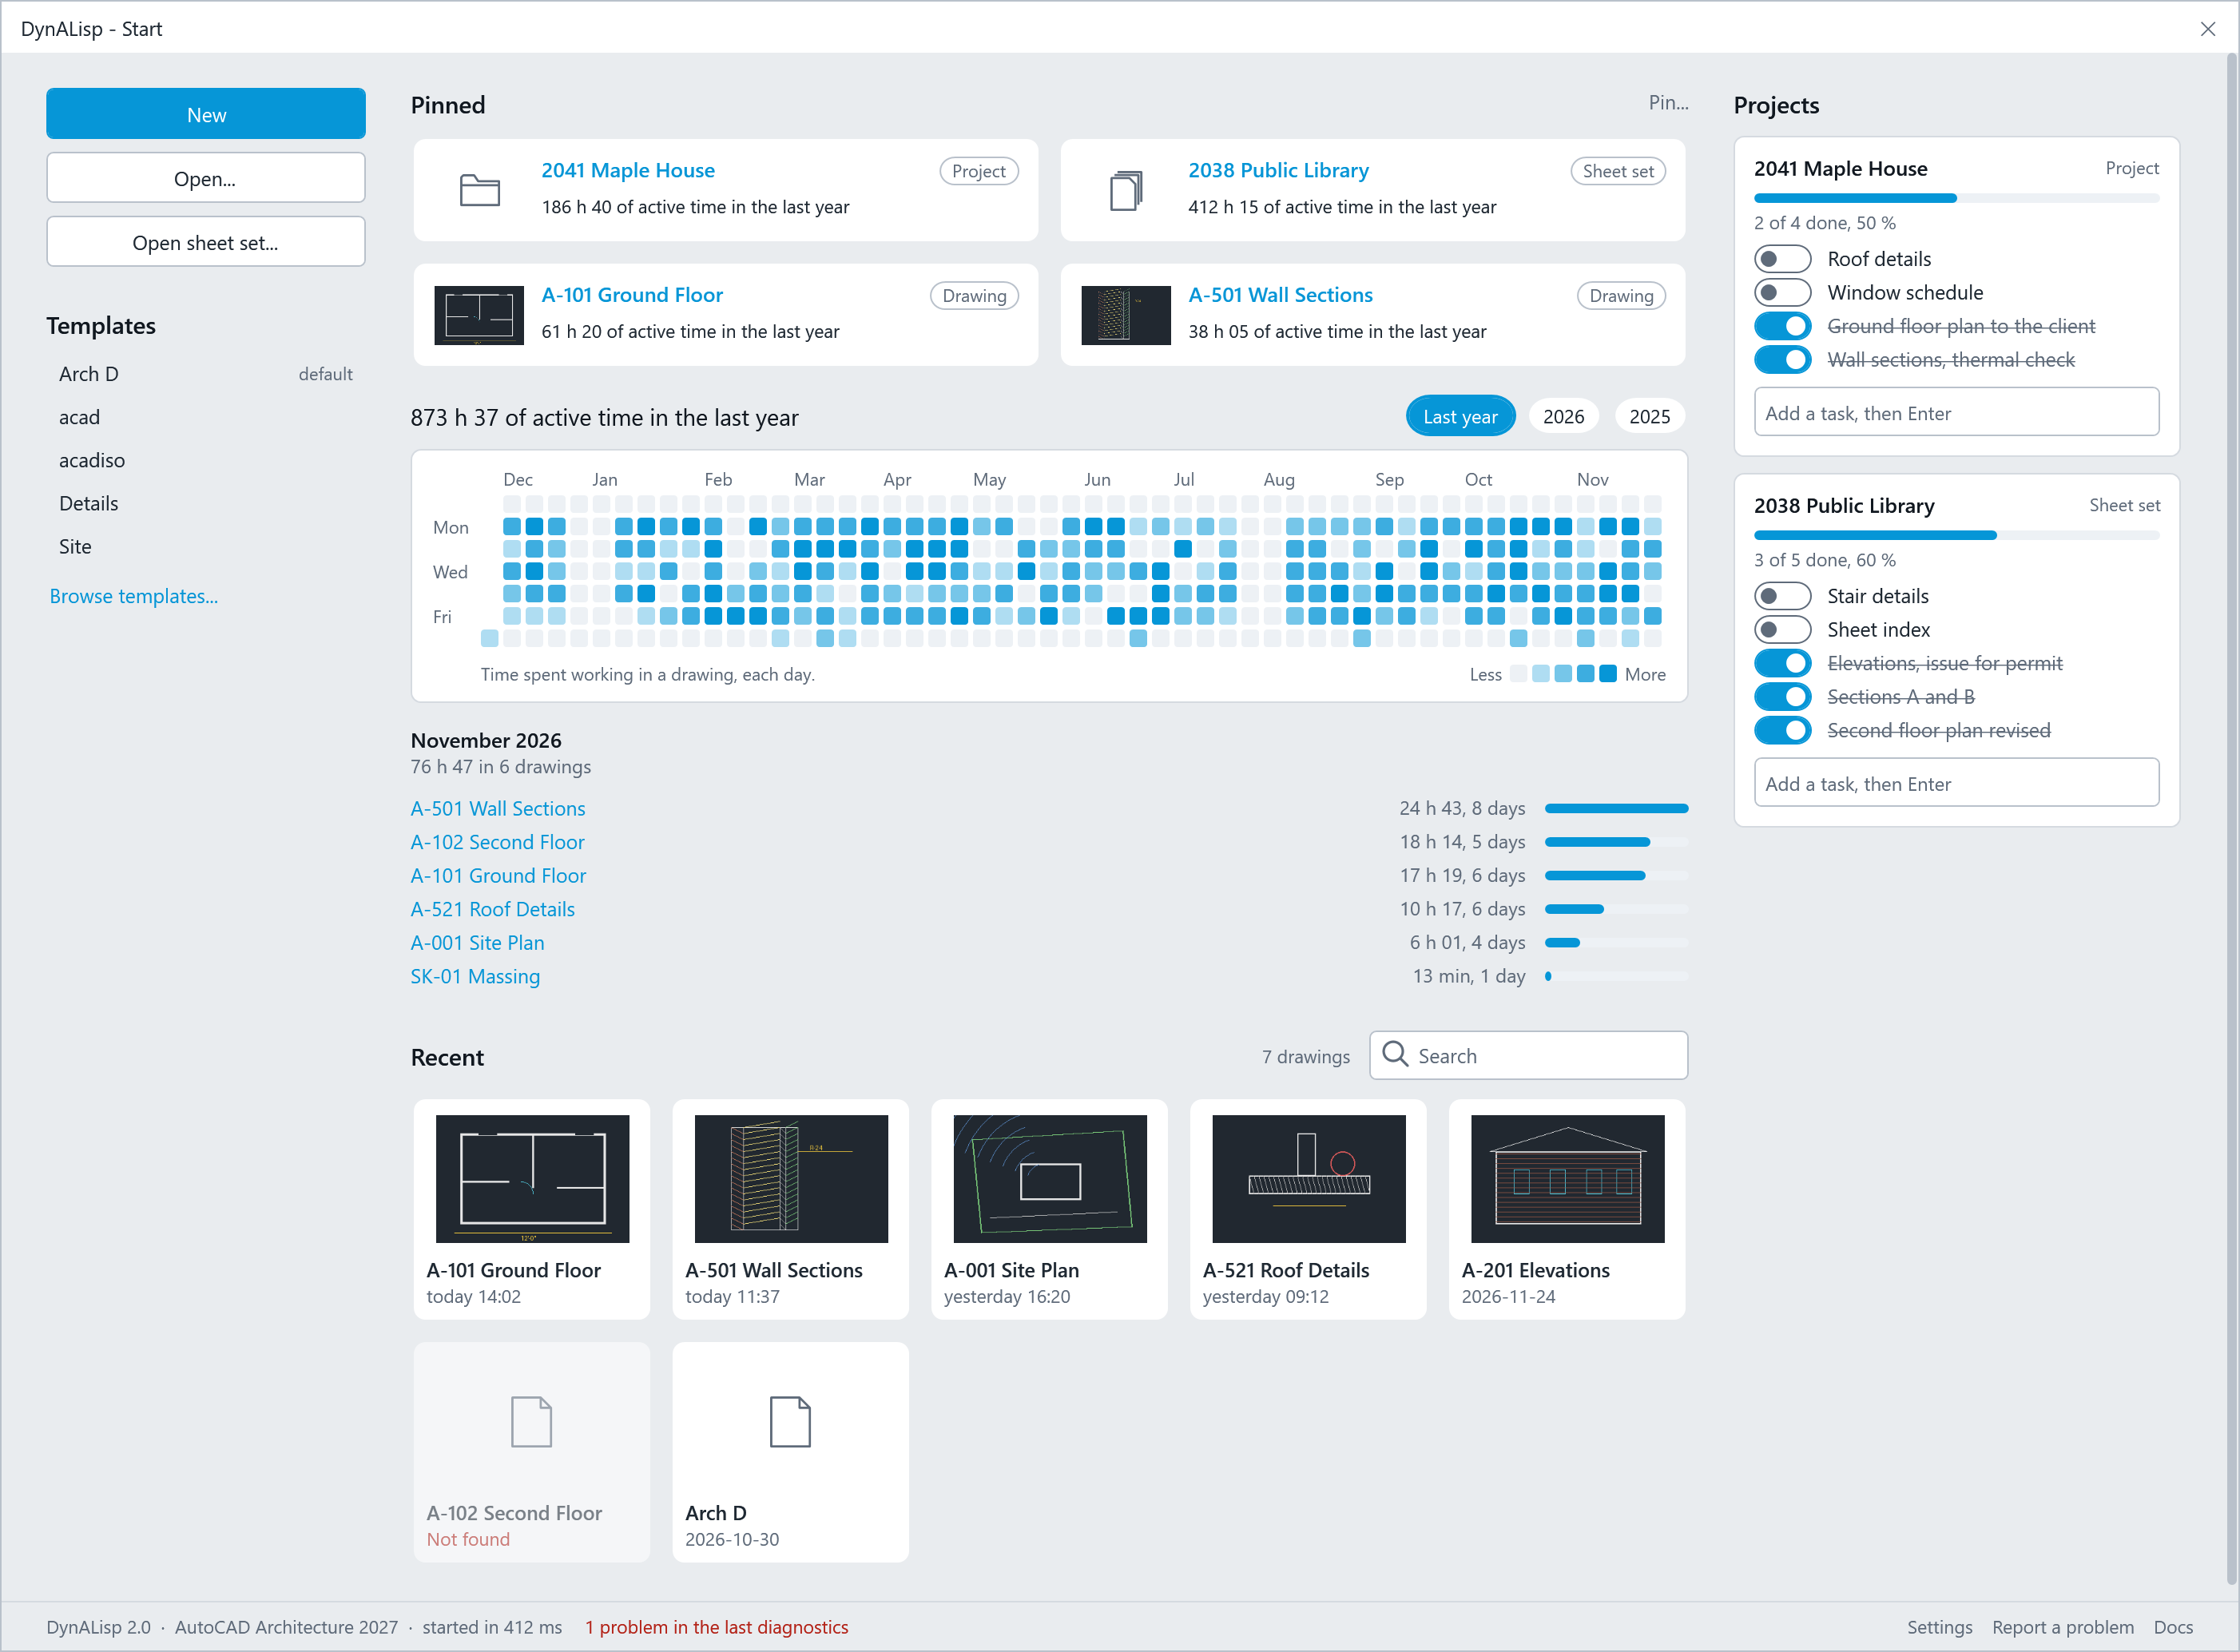 DynALisp - Start
New
Open...
Open sheet set...
Templates
Arch D default
acad
acadiso
Details
Site
Browse templates...
Pinned Pin...
2041 Maple House Project
186 h 40 of active time in the last year
2038 Public Library Sheet set
412 h 15 of active time in the last year
A-101 Ground Floor Drawing
61 h 20 of active time in the last year
A-501 Wall Sections Drawing
38 h 05 of active time in the last year
873 h 37 of active time in the last year Last year 2026 2025
Dec Jan Feb Mar Apr May Jun Jul Aug Sep Oct Nov
Mon
Wed
Fri
Time spent working in a drawing, each day. Less More
November 2026
76 h 47 in 6 drawings
A-501 Wall Sections 24 h 43, 8 days
A-102 Second Floor 18 h 14, 5 days
A-101 Ground Floor 17 h 19, 6 days
A-521 Roof Details 10 h 17, 6 days
A-001 Site Plan 6 h 01, 4 days
SK-01 Massing 13 min, 1 day
Recent 7 drawings Search
12'0"
A-101 Ground Floor
today 14:02
R-24
A-501 Wall Sections
today 11:37
A-001 Site Plan
yesterday 16:20
A-521 Roof Details
yesterday 09:12
A-201 Elevations
2026-11-24
A-102 Second Floor
Not found
Arch D
2026-10-30
Projects
2041 Maple House Project
2 of 4 done, 50 %
Roof details
Window schedule
Ground floor plan to the client
Wall sections, thermal check
Add a task, then Enter
2038 Public Library Sheet set
3 of 5 done, 60 %
Stair details
Sheet index
Elevations, issue for permit
Sections A and B
Second floor plan revised
Add a task, then Enter
DynALisp 2.0 · AutoCAD Architecture 2027 · started in 412 ms 1 problem in the last diagnostics
Settings Report a problem Docs